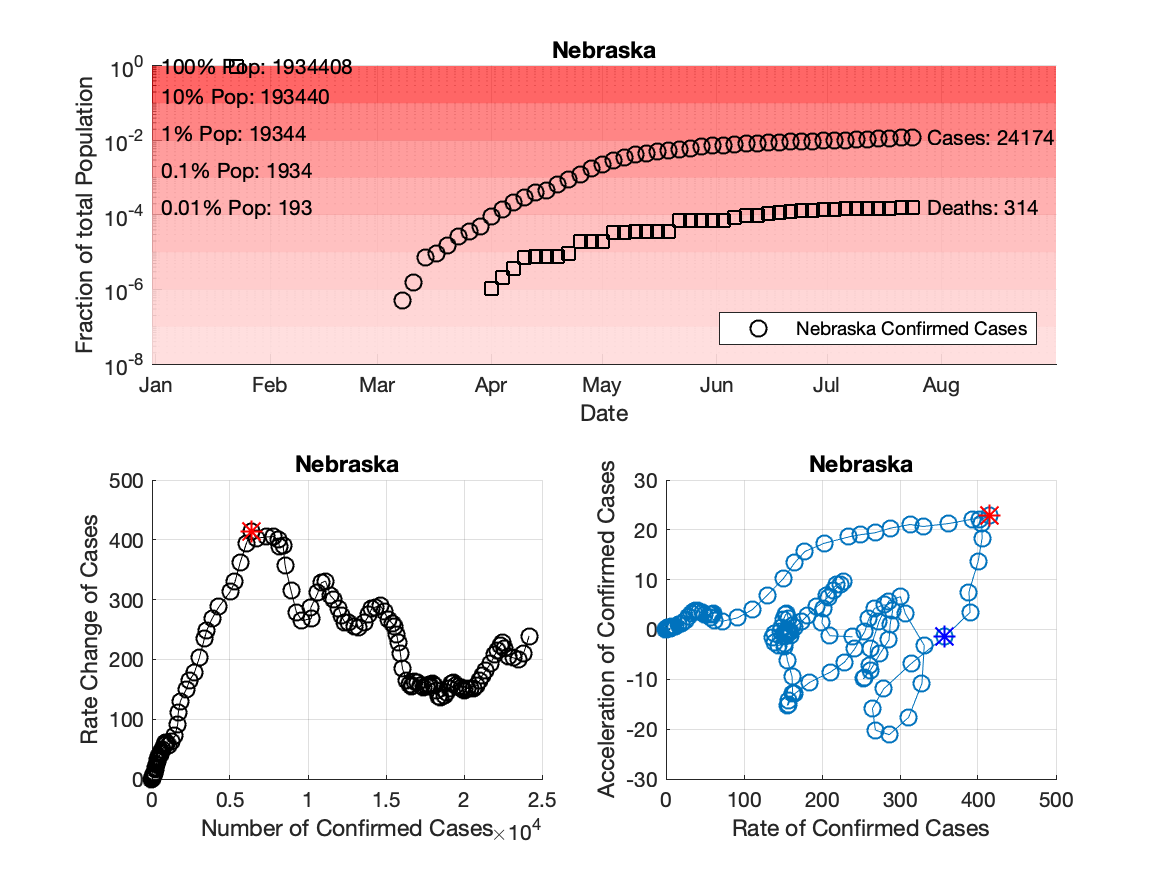 Nebraska
10^0
10^-2
10^-4
10^-6
10^-8
Fraction of total Population
100% Pop: 1934408
10% Pop: 193440
1% Pop: 19344
0.1% Pop: 1934
0.01% Pop: 193
Cases: 24174
Deaths: 314
Nebraska Confirmed Cases
Jan Feb Mar Apr May Jun Jul Aug
Date
Nebraska
500
400
300
200
100
0
Rate Change of Cases
0 0.5 1 1.5 2 2.5
Number of Confirmed Cases ×10^4
Nebraska
30
20
10
0
-10
-20
-30
Acceleration of Confirmed Cases
0 100 200 300 400 500
Rate of Confirmed Cases